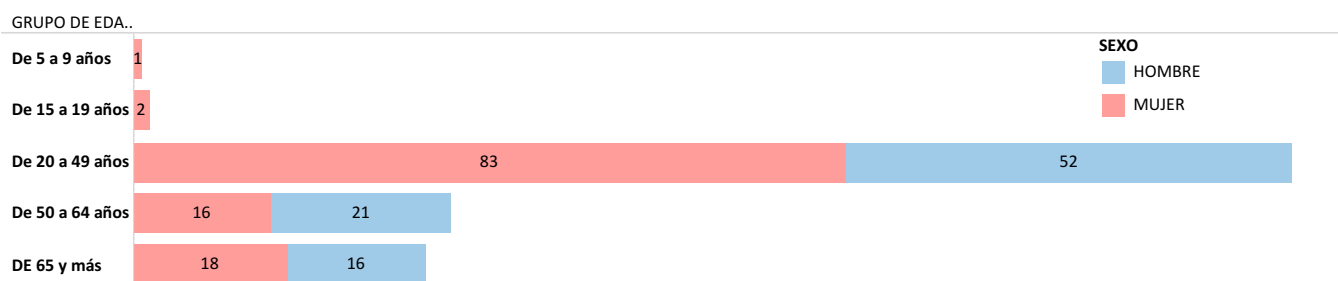 GRUPO DE EDA..
SEXO
HOMBRE
MUJER
De 5 a 9 años 1
De 15 a 19 años 2
De 20 a 49 años 83 52
De 50 a 64 años 16 21
DE 65 y más 18 16